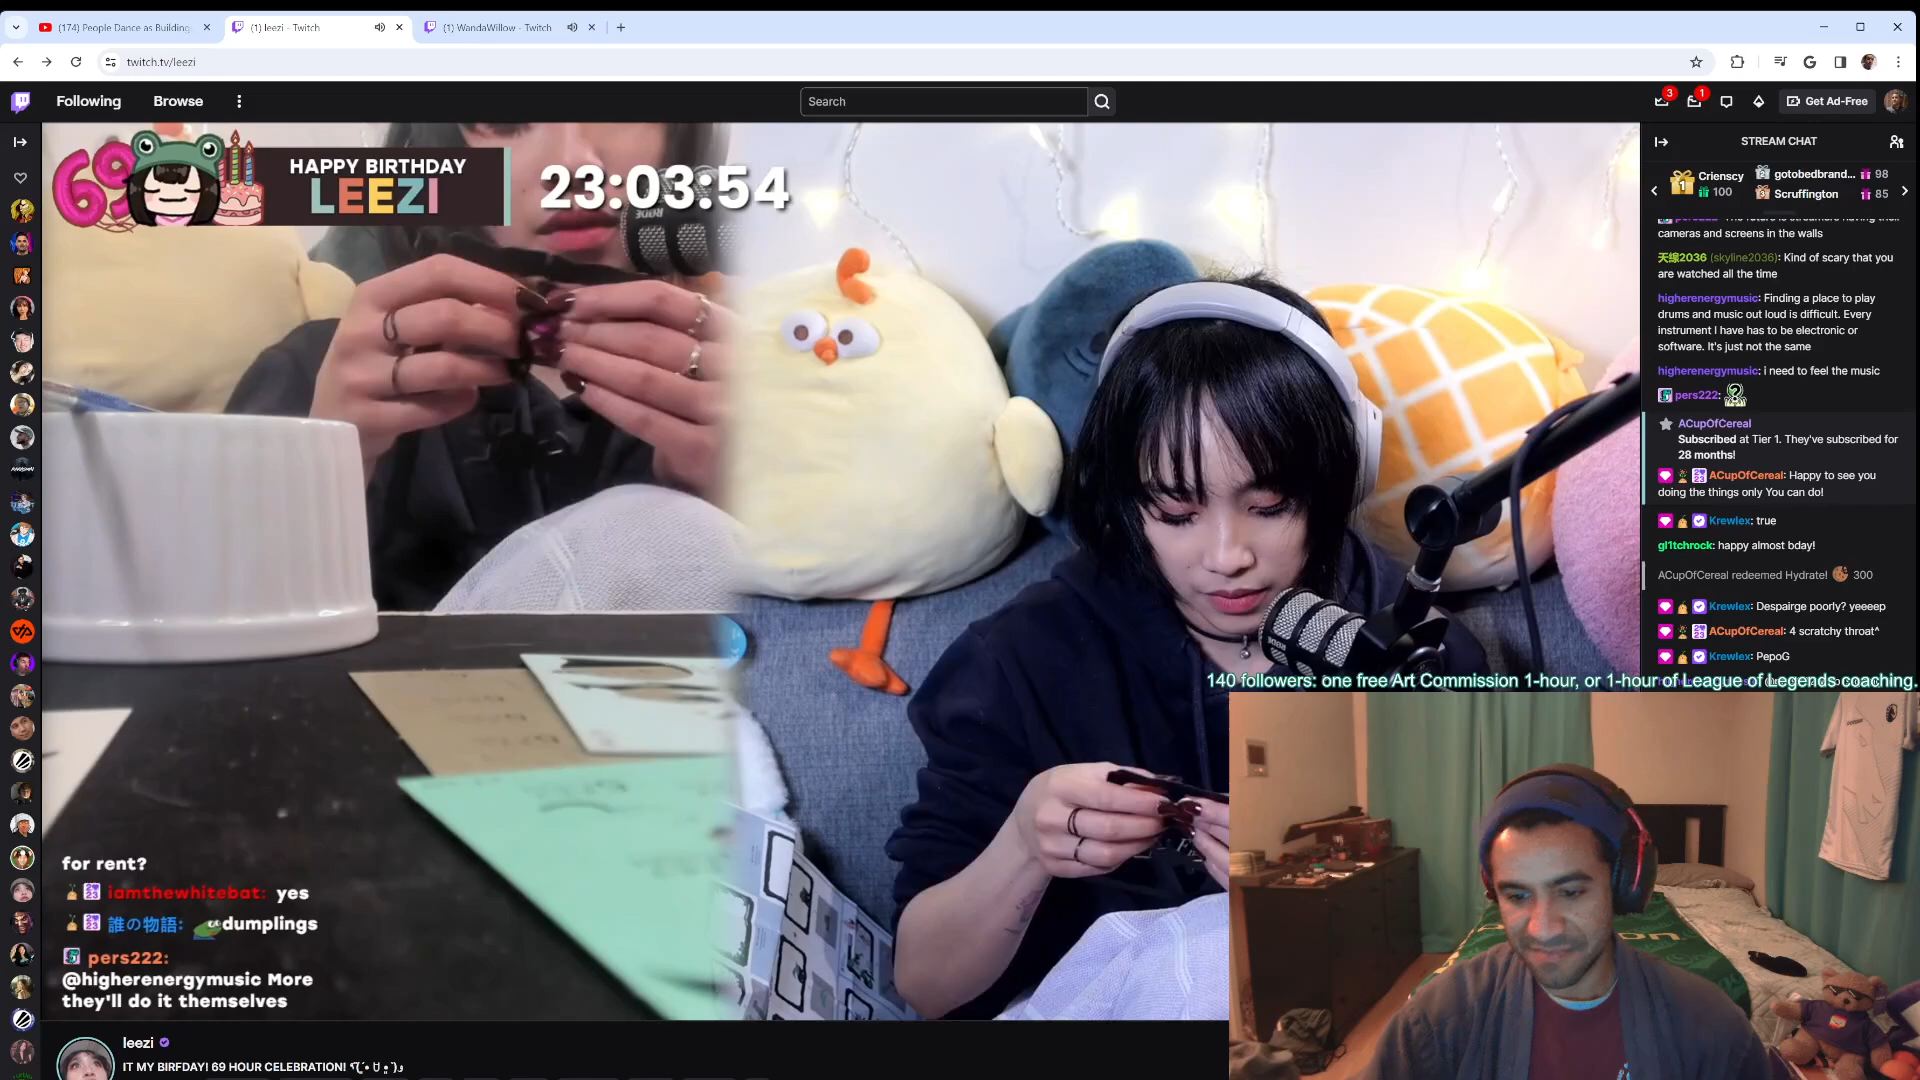 (174) People Dance as Building
(1) leezi - Twitch
(1) WandaWillow - Twitch
twitch.tv/leezi
Following
Browse
Search
3
1
Get Ad-Free
69
HAPPY BIRTHDAY
LEEZI
23:03:54
RODE
STREAM CHAT
1
Crienscy
100
gotobedbrand... 98
Scruffington 85
cameras and screens in the walls
天綜2036 (skyline2036): Kind of scary that you
are watched all the time
higherenergymusic: Finding a place to play
drums and music out loud is difficult. Every
instrument I have has to be electronic or
software. It's just not the same
higherenergymusic: i need to feel the music
pers222:
ACupOfCereal
Subscribed at Tier 1. They've subscribed for
28 months!
ACupOfCereal: Happy to see you
doing the things only You can do!
Krewlex: true
gl1tchrock: happy almost bday!
ACupOfCereal redeemed Hydrate! 300
Krewlex: Despairge poorly? yeeeep
ACupOfCereal: 4 scratchy throat^
Krewlex: PepoG
140 followers: one free Art Commission 1-hour, or 1-hour of League of Legends coaching.
for rent?
iamthewhitebat: yes
誰の物語: dumplings
pers222:
@higherenergymusic More
they'll do it themselves
leezi
IT MY BIRFDAY! 69 HOUR CELEBRATION!